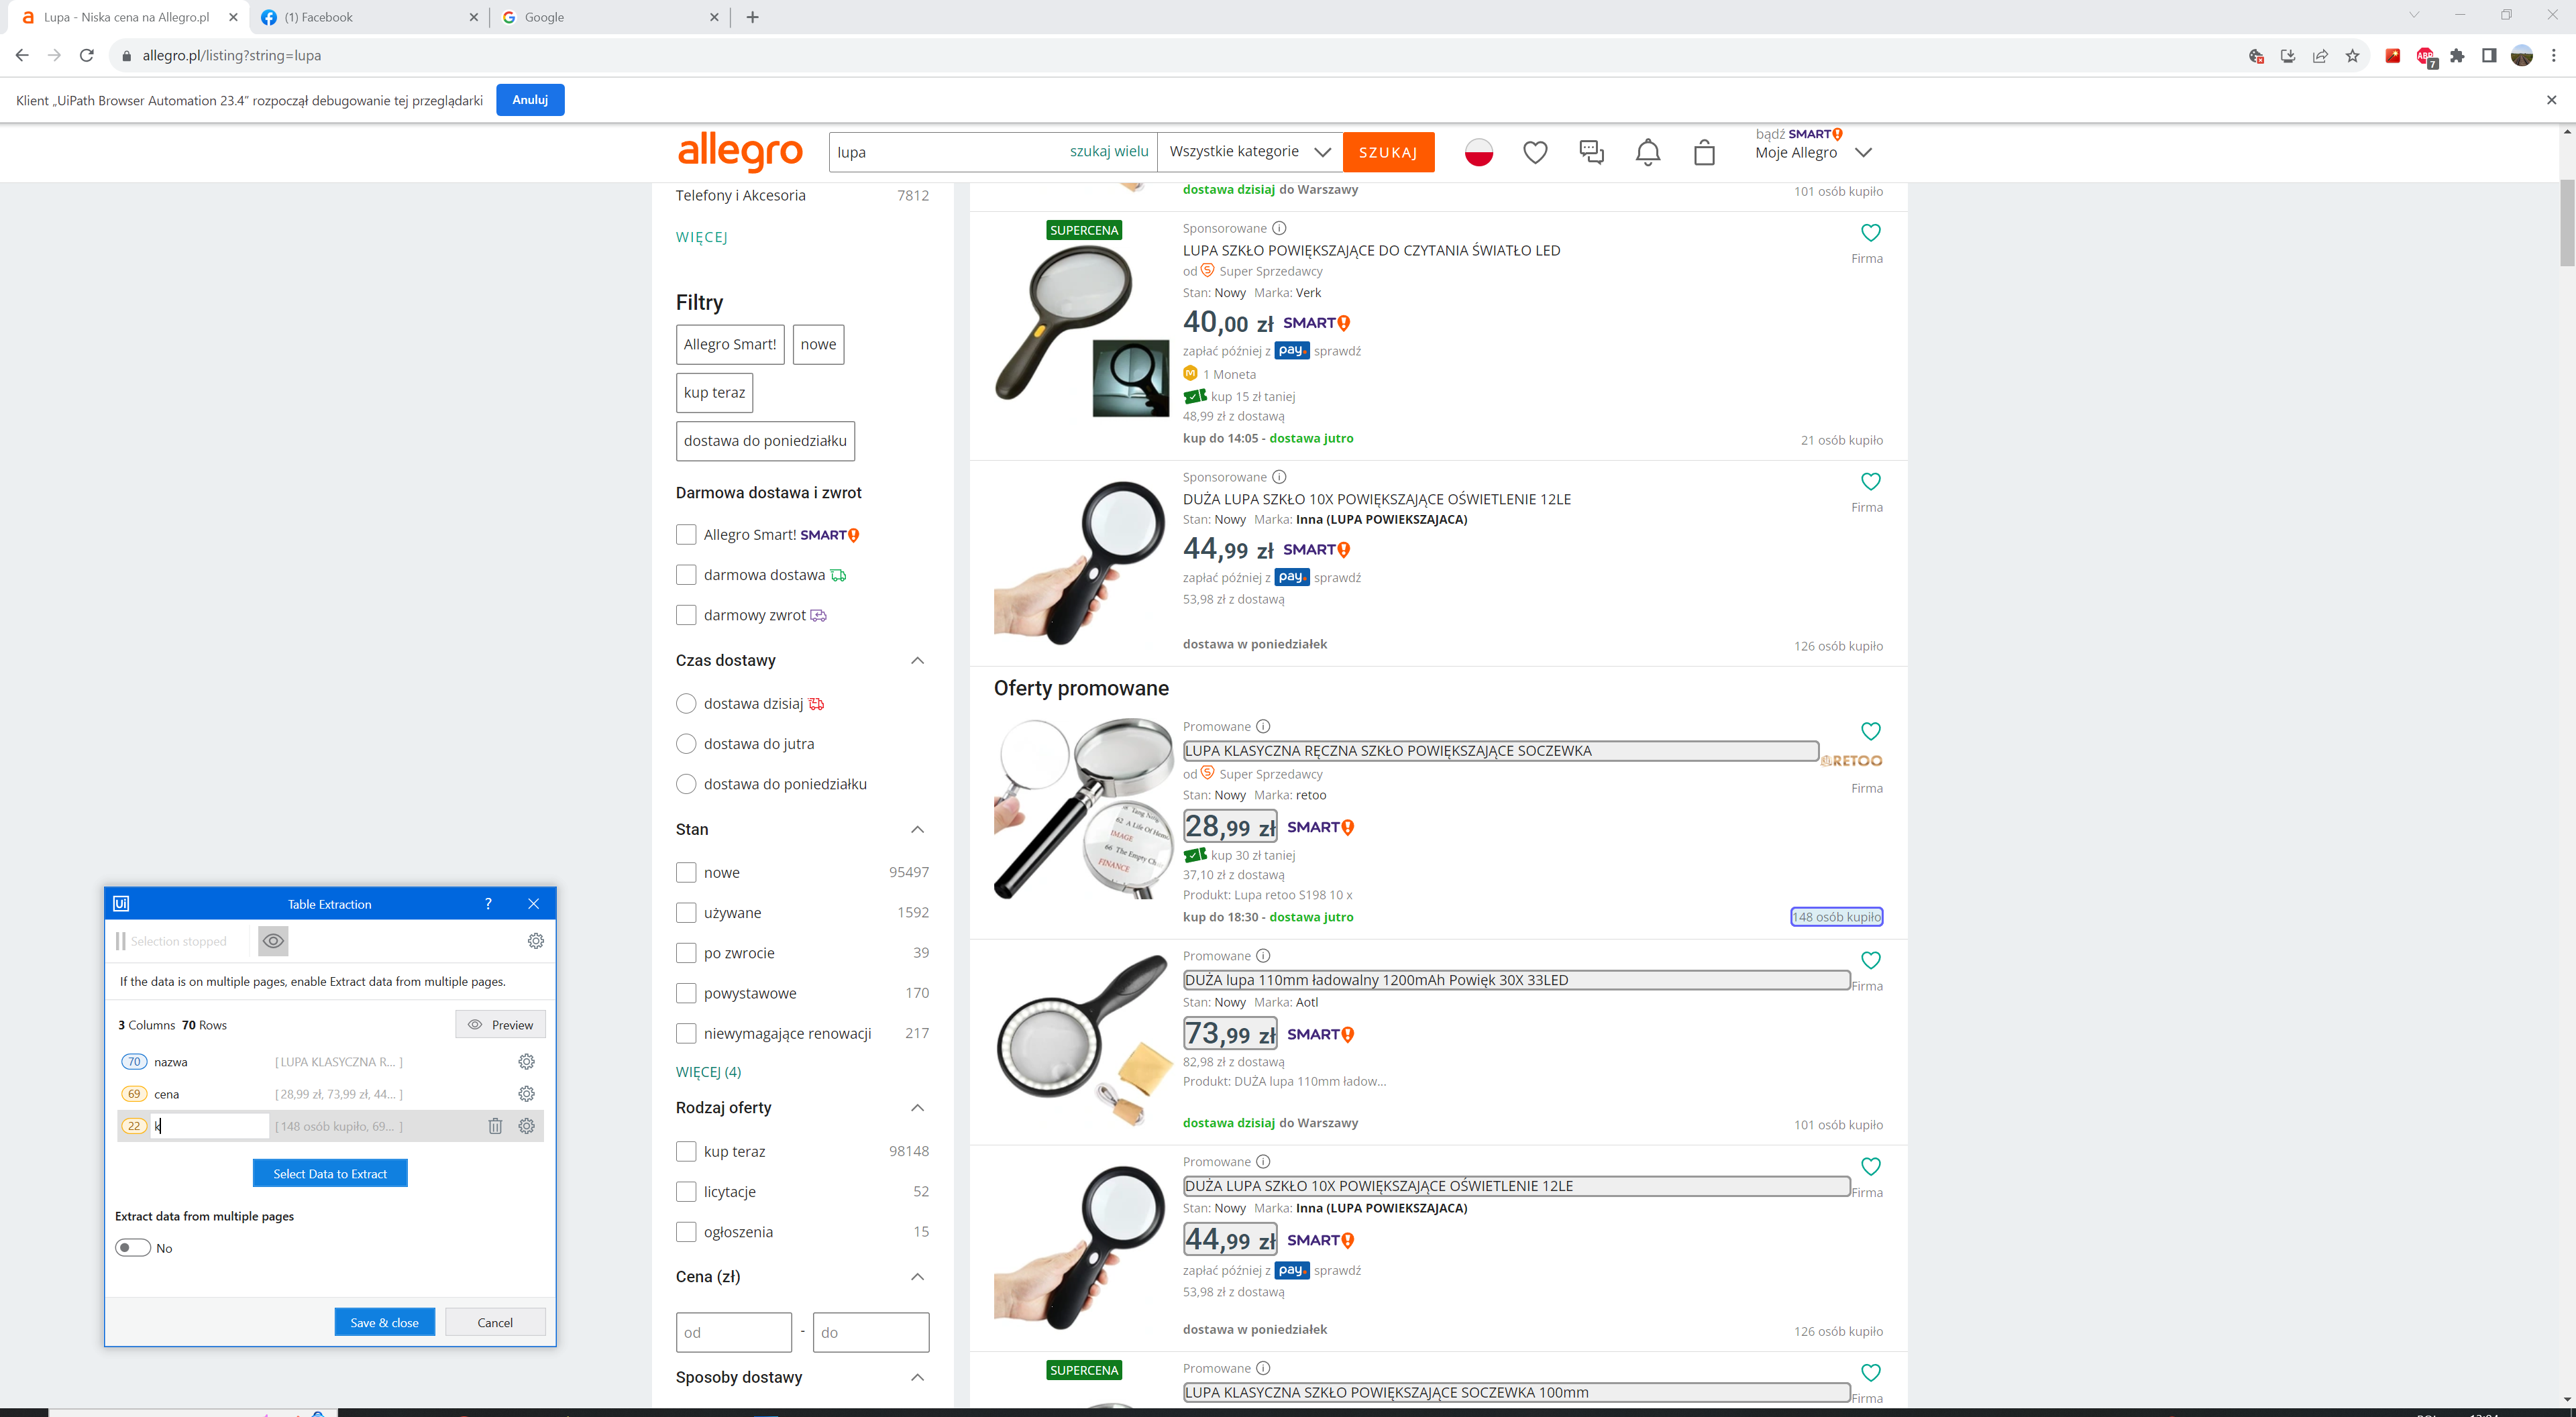 Lupa - Niska cena na Allegro.pl
(1) Facebook
Google
allegro.pl/listing?string=lupa
ABP
7
Klient „UiPath Browser Automation 23.4” rozpoczął debugowanie tej przeglądarki
Anuluj
allegro
lupa
szukaj wielu
Wszystkie kategorie
SZUKAJ
bądź SMART!
Moje Allegro
Telefony i Akcesoria 7812
WIĘCEJ
Filtry
Allegro Smart!
nowe
kup teraz
dostawa do poniedziałku
Darmowa dostawa i zwrot
Allegro Smart! SMART!
darmowa dostawa
darmowy zwrot
Czas dostawy
dostawa dzisiaj
dostawa do jutra
dostawa do poniedziałku
Stan
nowe 95497
używane 1592
po zwrocie 39
powystawowe 170
niewymagające renowacji 217
WIĘCEJ (4)
Rodzaj oferty
kup teraz 98148
licytacje 52
ogłoszenia 15
Cena (zł)
od - do
Sposoby dostawy
dostawa dzisiaj do Warszawy
101 osób kupiło
SUPERCENA
Sponsorowane
LUPA SZKŁO POWIĘKSZAJĄCE DO CZYTANIA ŚWIATŁO LED
Firma
od Super Sprzedawcy
Stan: Nowy Marka: Verk
40,00 zł SMART!
zapłać później z pay. sprawdź
1 Moneta
kup 15 zł taniej
48,99 zł z dostawą
kup do 14:05 - dostawa jutro
21 osób kupiło
Sponsorowane
DUŻA LUPA SZKŁO 10X POWIĘKSZAJĄCE OŚWIETLENIE 12LE
Firma
Stan: Nowy Marka: Inna (LUPA POWIEKSZAJACA)
44,99 zł SMART!
zapłać później z pay. sprawdź
53,98 zł z dostawą
dostawa w poniedziałek
126 osób kupiło
Oferty promowane
Promowane
LUPA KLASYCZNA RĘCZNA SZKŁO POWIĘKSZAJĄCE SOCZEWKA
RETOO
od Super Sprzedawcy
Firma
Stan: Nowy Marka: retoo
28,99 zł SMART!
kup 30 zł taniej
37,10 zł z dostawą
Produkt: Lupa retoo S198 10 x
kup do 18:30 - dostawa jutro
148 osób kupiło
62 A Life Of
IMAGE
66 The Empty
FINANCE
Promowane
DUŻA lupa 110mm ładowalny 1200mAh Powięk 30X 33LED
Firma
Stan: Nowy Marka: Aotl
73,99 zł SMART!
82,98 zł z dostawą
Produkt: DUŻA lupa 110mm ładow...
dostawa dzisiaj do Warszawy
101 osób kupiło
Promowane
DUŻA LUPA SZKŁO 10X POWIĘKSZAJĄCE OŚWIETLENIE 12LE
Firma
Stan: Nowy Marka: Inna (LUPA POWIEKSZAJACA)
44,99 zł SMART!
zapłać później z pay. sprawdź
53,98 zł z dostawą
dostawa w poniedziałek
126 osób kupiło
SUPERCENA
Promowane
LUPA KLASYCZNA SZKŁO POWIĘKSZAJĄCE SOCZEWKA 100mm
Firma
Ui
Table Extraction
?
Selection stopped
If the data is on multiple pages, enable Extract data from multiple pages.
3 Columns 70 Rows
Preview
70 nazwa [ LUPA KLASYCZNA R... ]
69 cena [ 28,99 zł, 73,99 zł, 44... ]
22 k [ 148 osób kupiło, 69... ]
Select Data to Extract
Extract data from multiple pages
No
Save & close
Cancel